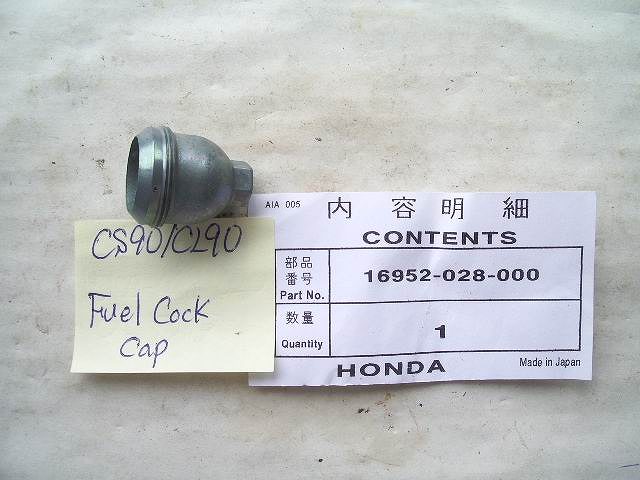 CS90/CL90
Fuel Cock
Cap
AIA 005
内容明細
CONTENTS
部品
番号
Part No.
16952-028-000
数量
Quantity
1
HONDA
Made in Japan